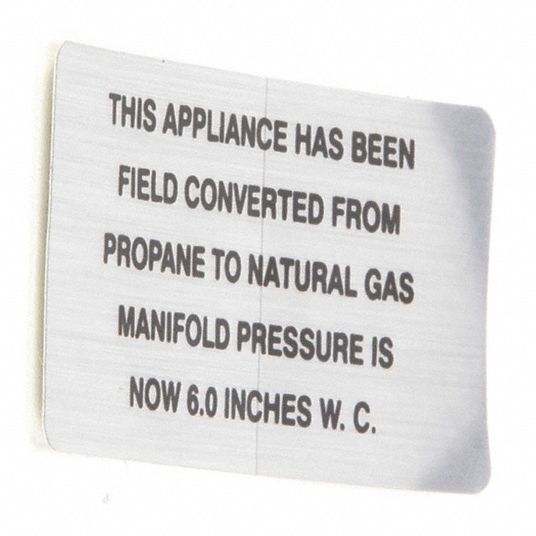 THIS APPLIANCE HAS BEEN
FIELD CONVERTED FROM
PROPANE TO NATURAL GAS
MANIFOLD PRESSURE IS
NOW 6.0 INCHES W. C.